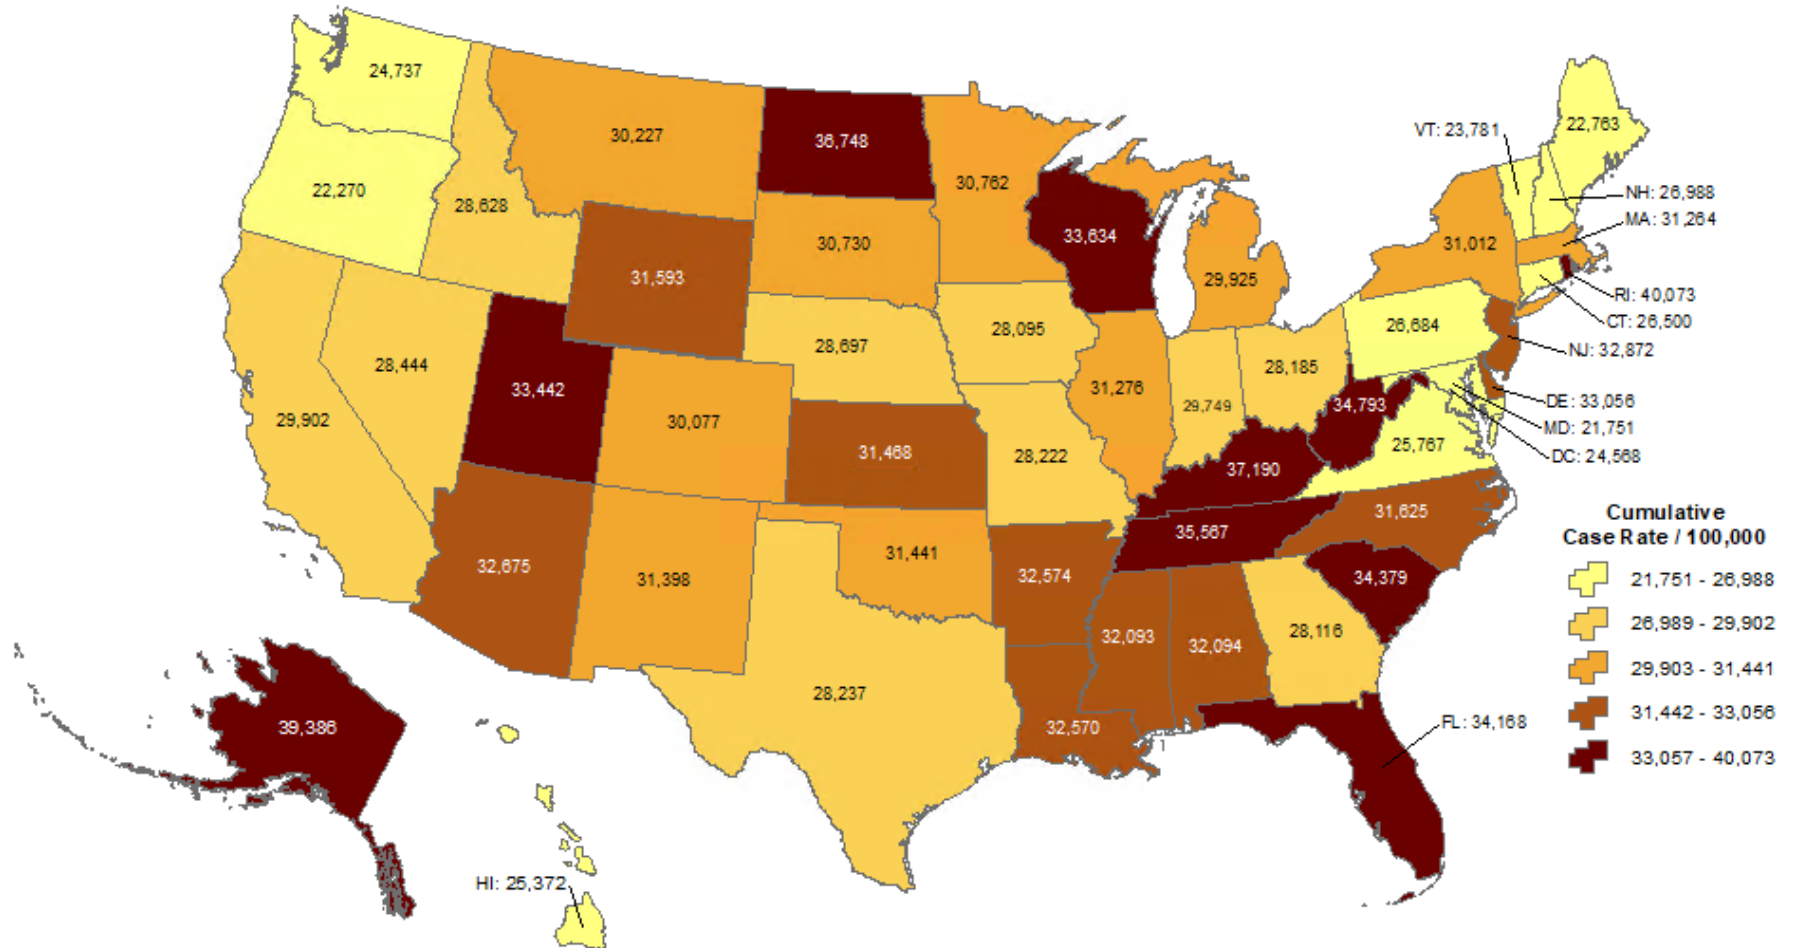 24,737
30,227
36,748
30,762
VT: 23,781
22,763
22,270
28,628
NH: 26,988
MA: 31,264
30,730
33,634
31,012
31,593
29,925
RI: 40,073
CT: 26,500
28,697
28,095
26,684
NJ: 32,872
28,444
28,185
33,442
31,276
29,749
34,793
DE: 33,056
MD: 21,751
DC: 24,568
29,902
30,077
31,468
28,222
25,767
37,190
35,567
31,625
32,675
31,398
31,441
32,574
34,379
32,093
32,094
28,116
28,237
32,570
FL: 34,168
39,386
HI: 25,372
Cumulative
Case Rate / 100,000
21,751 - 26,988
26,989 - 29,902
29,903 - 31,441
31,442 - 33,056
33,057 - 40,073